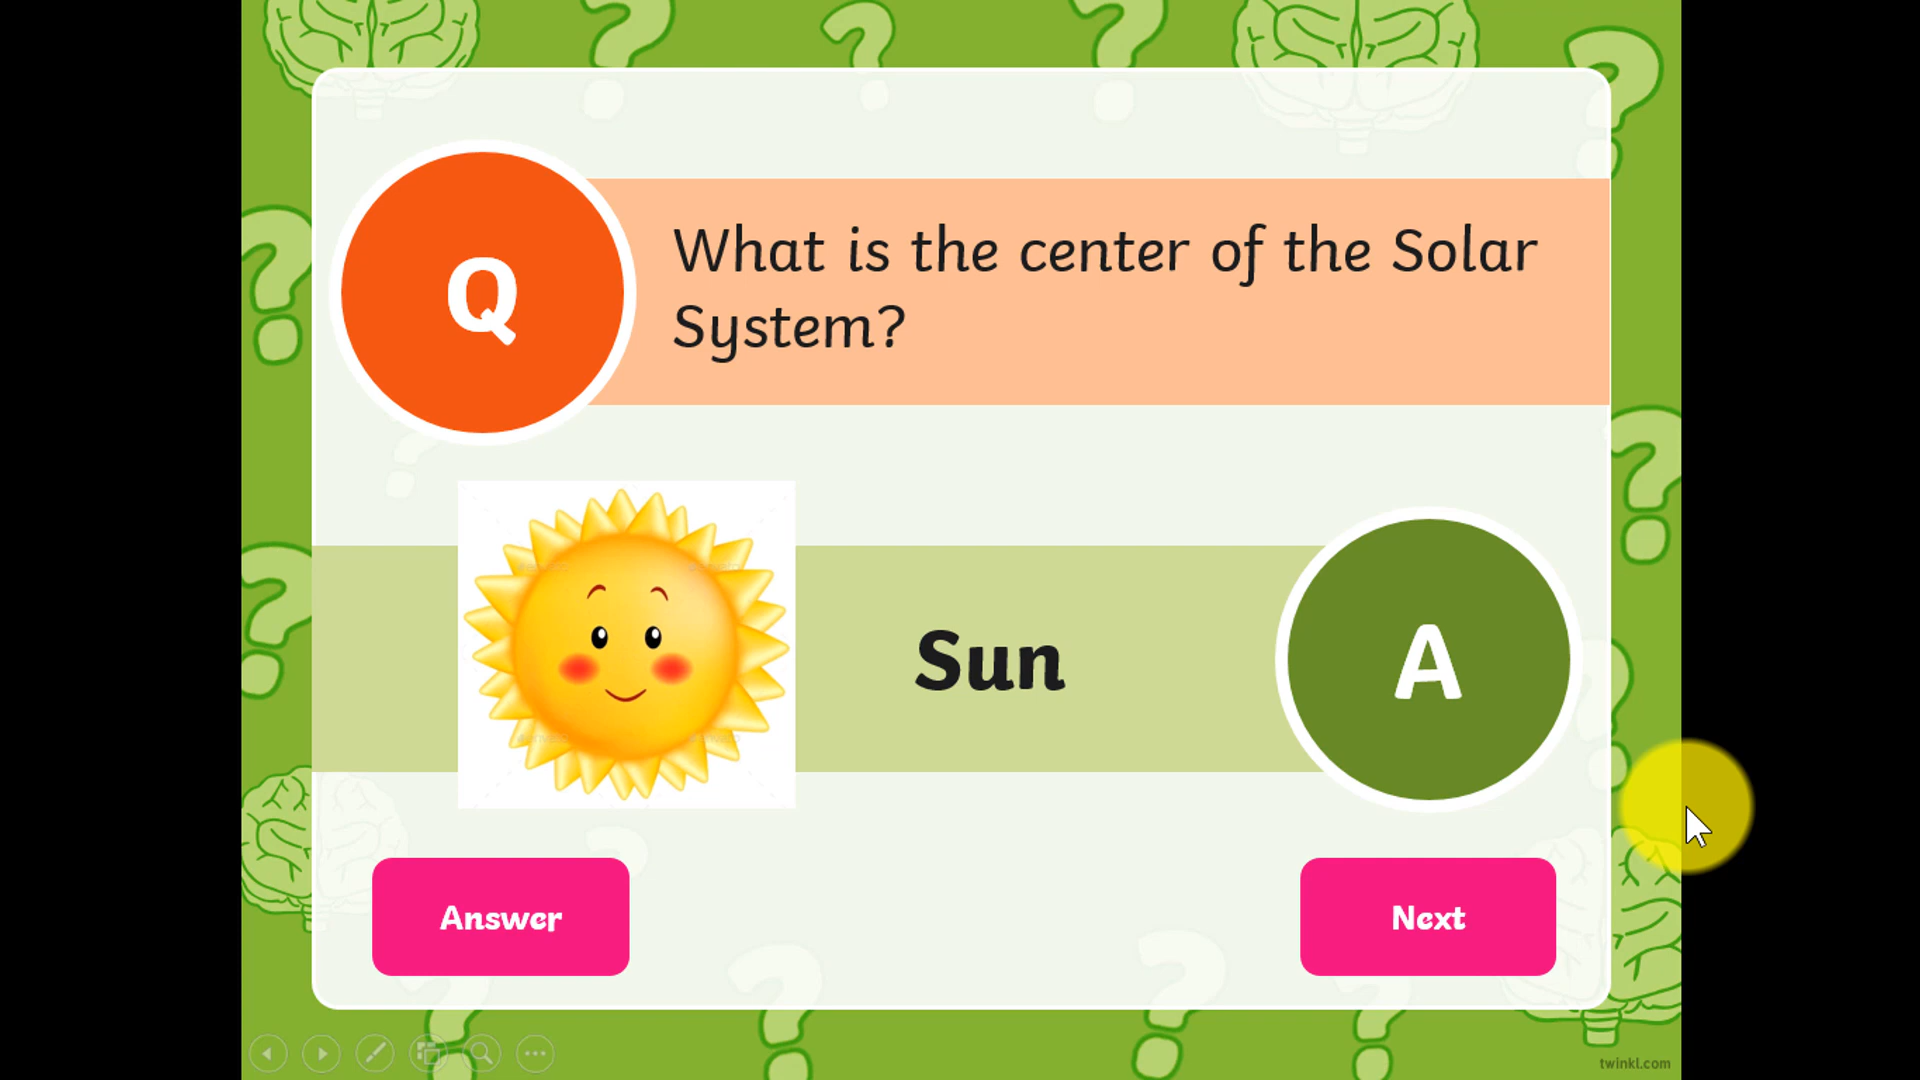 Q
What is the center of the Solar
System?
Sun
A
Answer
Next
twinkl.com